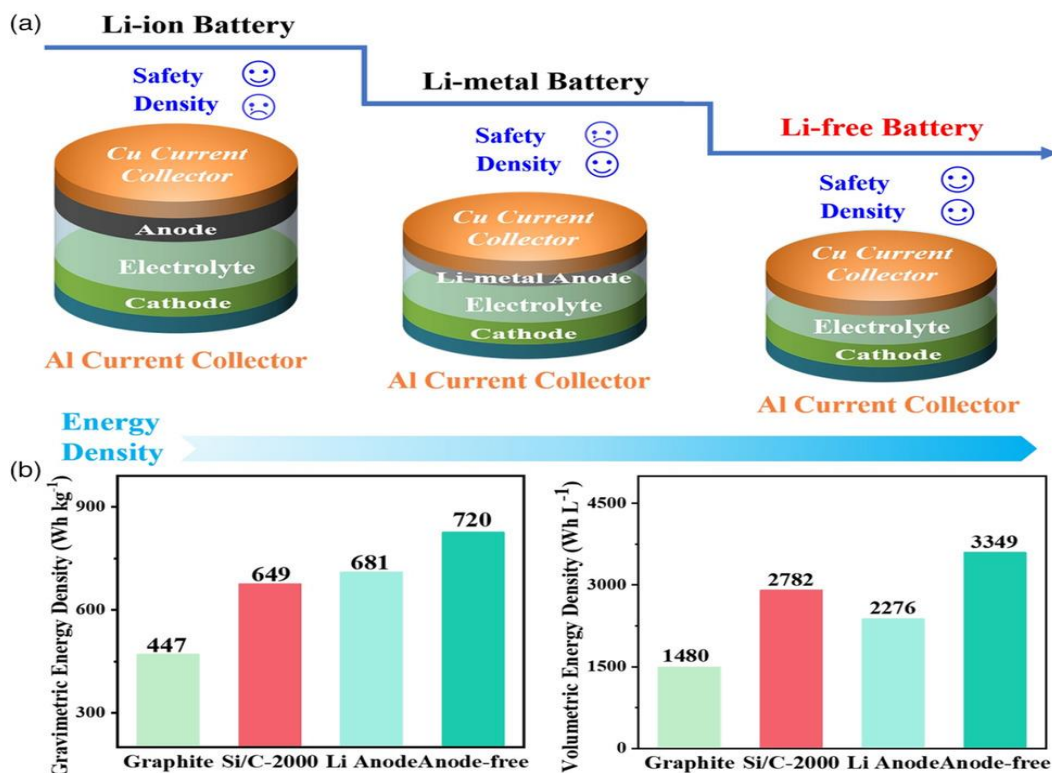 (a)
Li-ion Battery
Safety
Density
Cu Current
Collector
Anode
Electrolyte
Cathode
Al Current Collector
Li-metal Battery
Safety
Density
Cu Current
Collector
Li-metal Anode
Electrolyte
Cathode
Al Current Collector
Li-free Battery
Safety
Density
Cu Current
Collector
Electrolyte
Cathode
Al Current Collector
Energy
Density
(b)
Gravimetric Energy Density (Wh kg⁻¹)
900
600
300
447
649
681
720
Graphite Si/C-2000 Li Anode Anode-free
Volumetric Energy Density (Wh L⁻¹)
4500
3000
1500
0
1480
2782
2276
3349
Graphite Si/C-2000 Li Anode Anode-free